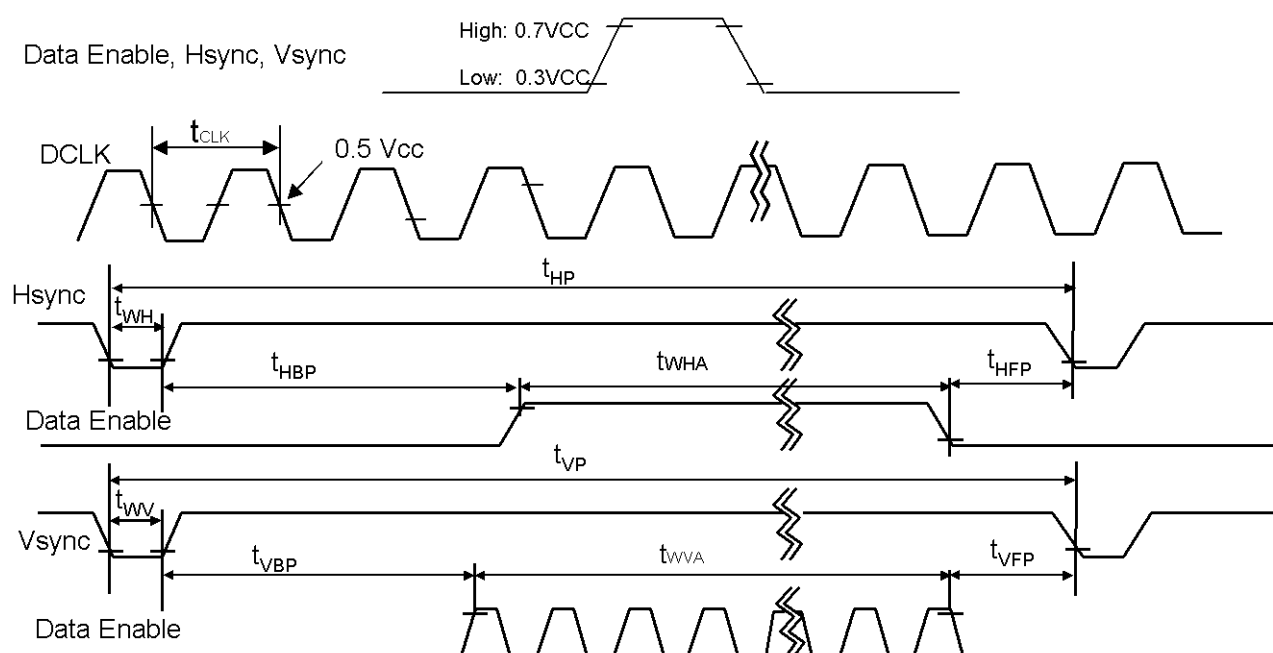 High: 0.7VCC
Data Enable, Hsync, Vsync
Low: 0.3VCC
tCLK
DCLK
0.5 Vcc
tHP
Hsync
tWH
tHBP
tWHA
tHFP
Data Enable
tVP
tWV
Vsync
tVBP
tWVA
tVFP
Data Enable